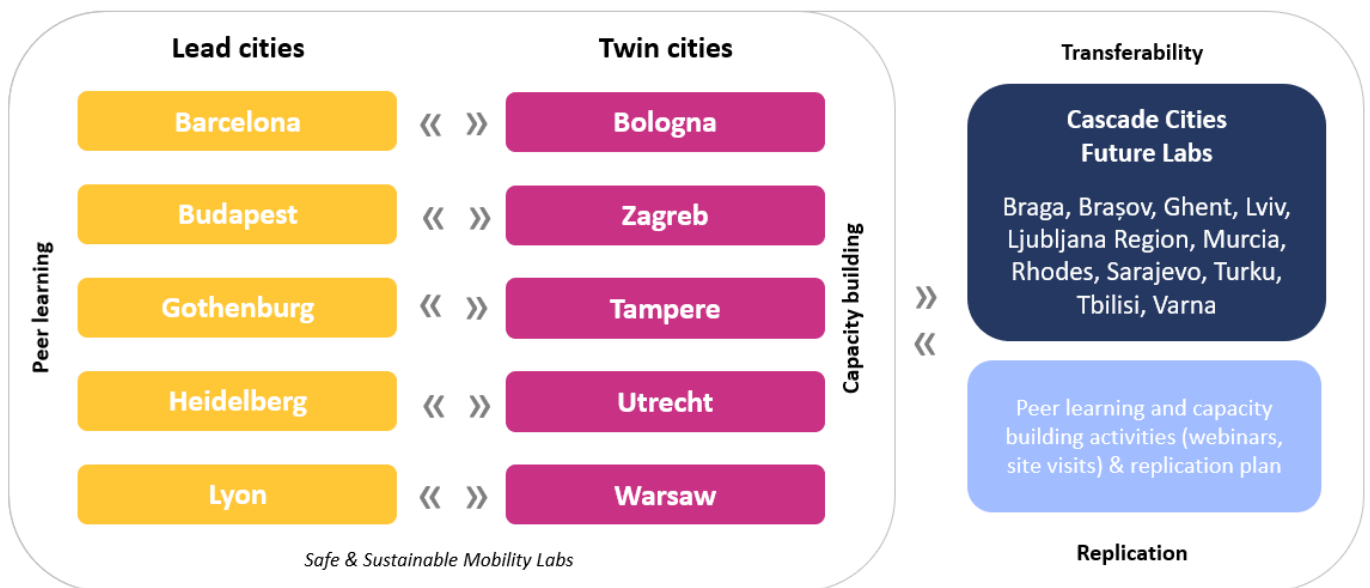 Lead cities
Twin cities
Peer learning
Barcelona
« »
Bologna
Budapest
« »
Zagreb
Gothenburg
« »
Tampere
Heidelberg
« »
Utrecht
Lyon
« »
Warsaw
Capacity building
Safe & Sustainable Mobility Labs
»
«
Transferability
Cascade Cities
Future Labs
Braga, Brașov, Ghent, Lviv,
Ljubljana Region, Murcia,
Rhodes, Sarajevo, Turku,
Tbilisi, Varna
Peer learning and capacity
building activities (webinars,
site visits) & replication plan
Replication